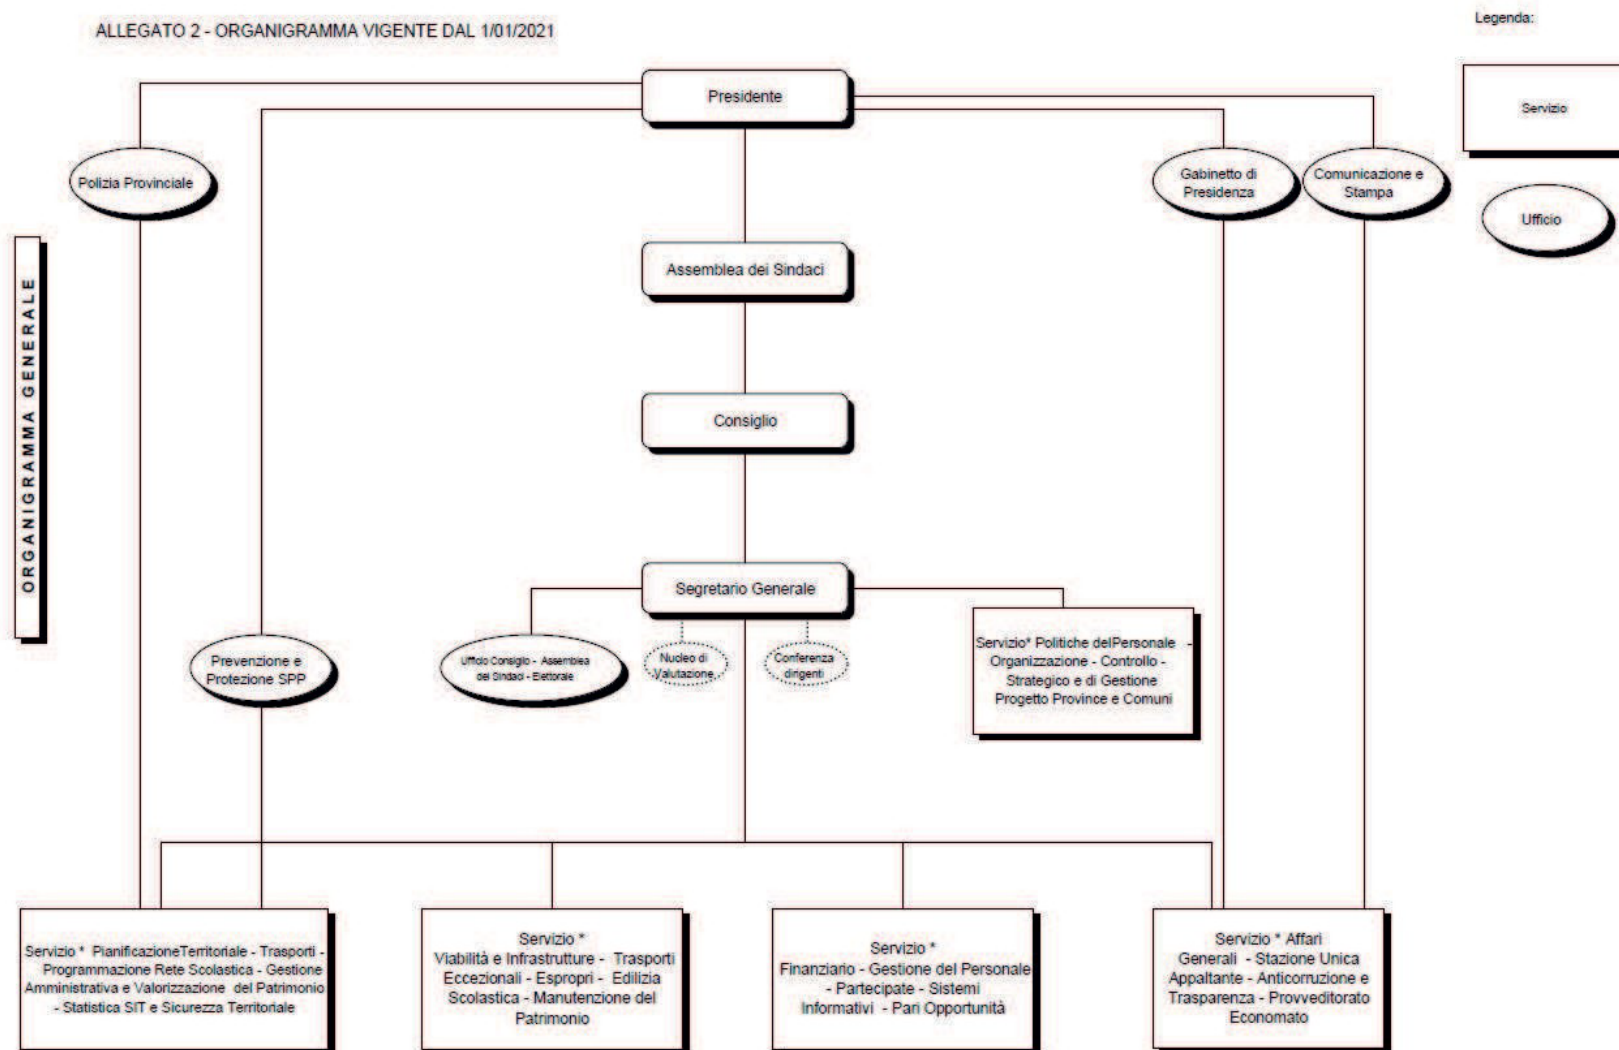 ALLEGATO 2 - ORGANIGRAMMA VIGENTE DAL 1/01/2021
Legenda:
Servizio
Ufficio
ORGANIGRAMMA GENERALE
Presidente
Polizia Provinciale
Gabinetto di
Presidenza
Comunicazione e
Stampa
Assemblea dei Sindaci
Consiglio
Segretario Generale
Prevenzione e
Protezione SPP
Ufficio Consiglio - Assemblea
dei Sindaci - Elettorale
Nucleo di
Valutazione
Conferenza
dirigenti
Servizio* Politiche delPersonale -
Organizzazione - Controllo -
Strategico e di Gestione
Progetto Province e Comuni
Servizio * PianificazioneTerritoriale - Trasporti -
Programmazione Rete Scolastica - Gestione
Amministrativa e Valorizzazione del Patrimonio
- Statistica SIT e Sicurezza Territoriale
Servizio *
Viabilità e Infrastrutture - Trasporti
Eccezionali - Espropri - Edilizia
Scolastica - Manutenzione del
Patrimonio
Servizio *
Finanziario - Gestione del Personale
- Partecipate - Sistemi
Informativi - Pari Opportunità
Servizio * Affari
Generali - Stazione Unica
Appaltante - Anticorruzione e
Trasparenza - Provveditorato
Economato